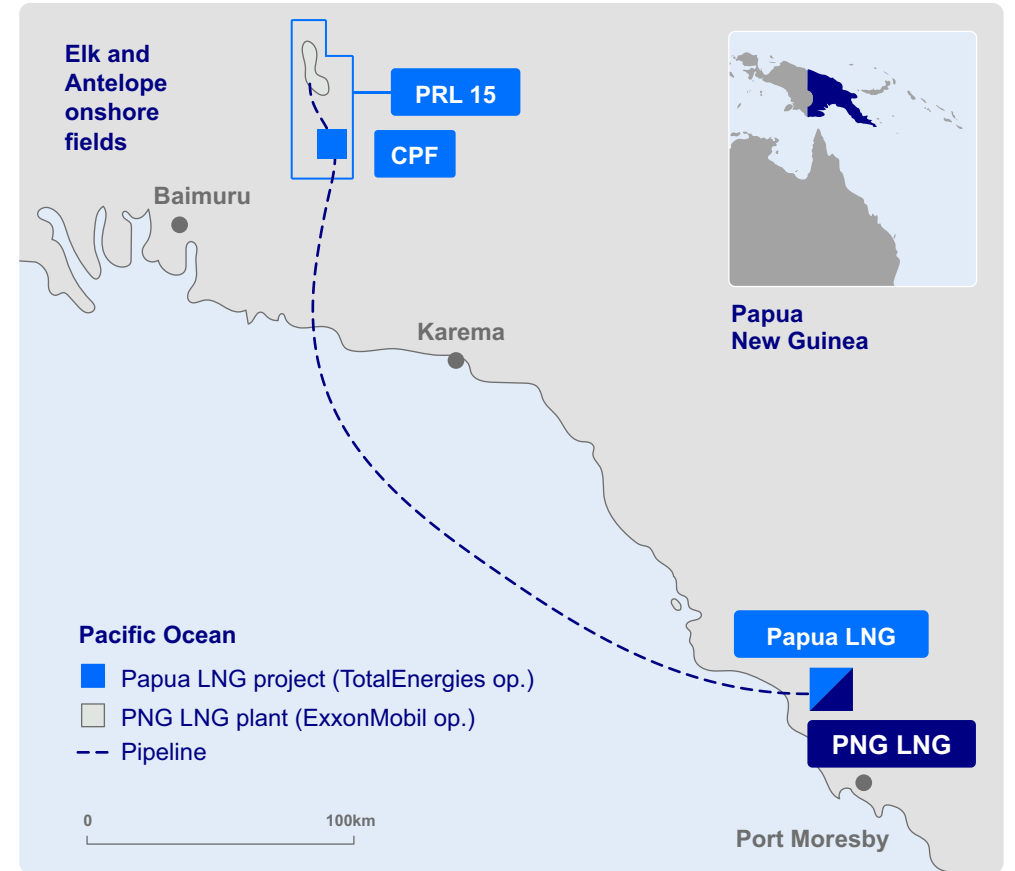 Elk and
Antelope
onshore
fields
PRL 15
CPF
Baimuru
Karema
Papua
New Guinea
Pacific Ocean
Papua LNG project (TotalEnergies op.)
PNG LNG plant (ExxonMobil op.)
Pipeline
Papua LNG
PNG LNG
0
100km
Port Moresby